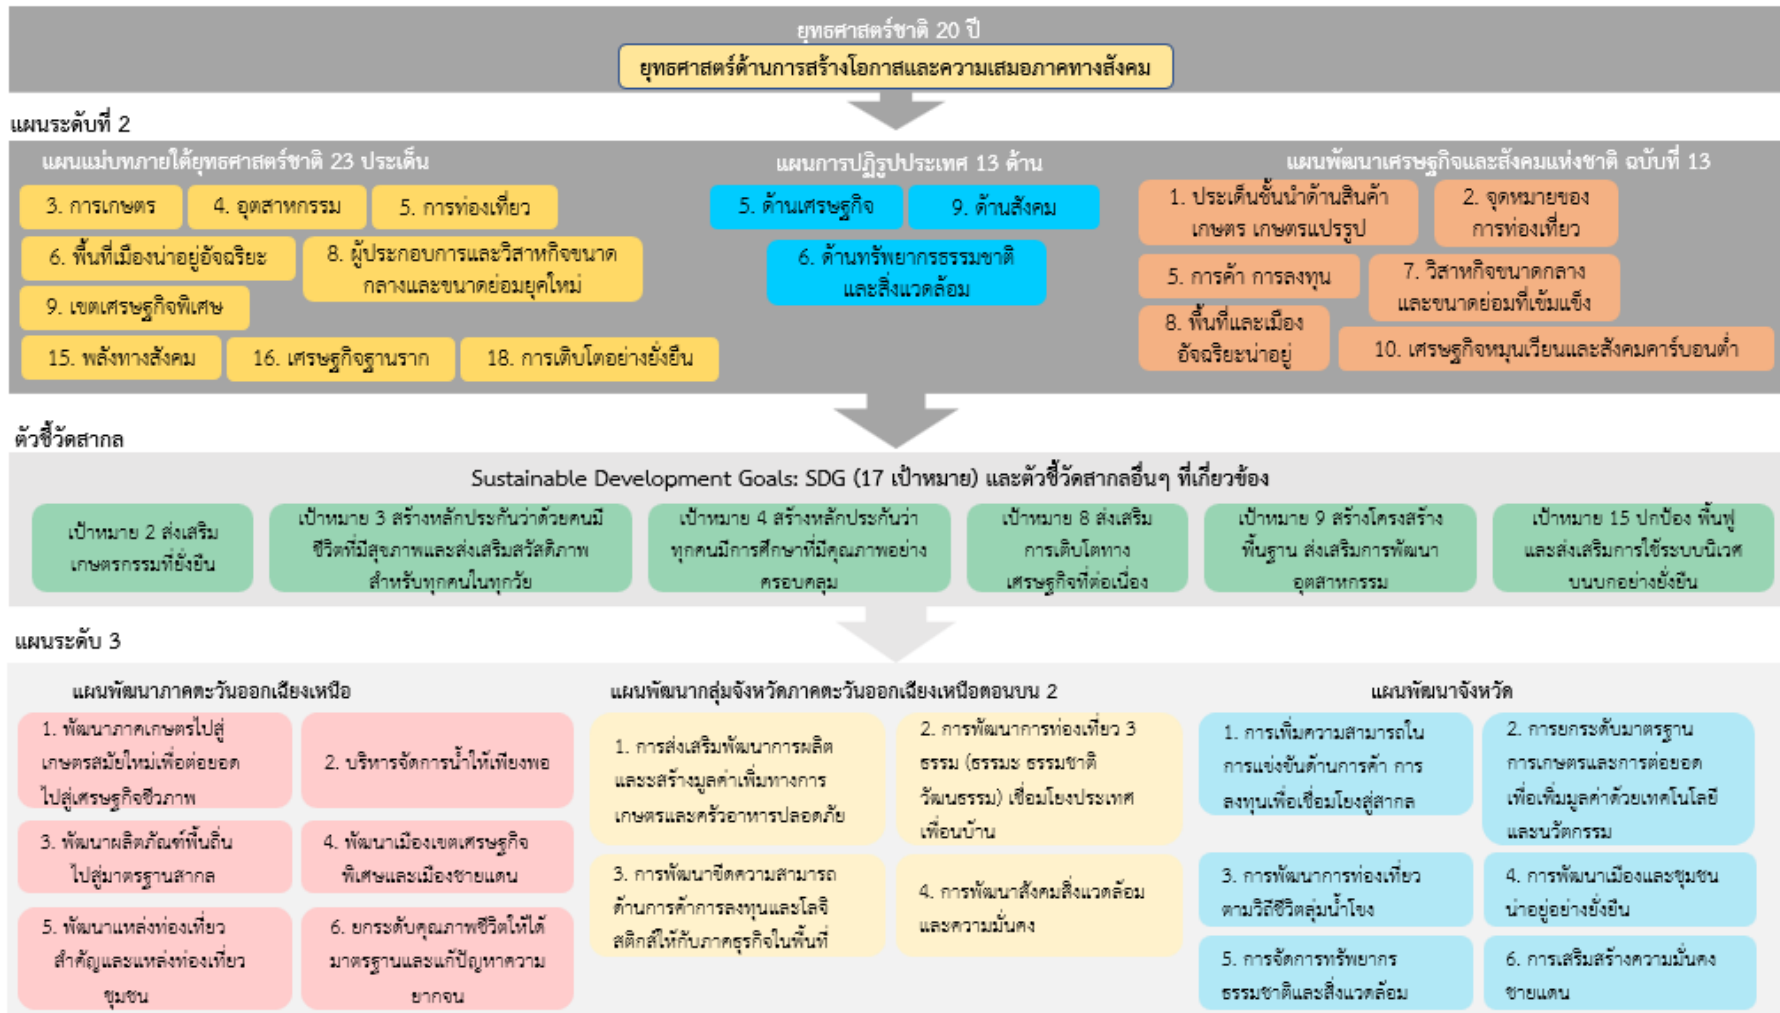 ยุทธศาสตร์ชาติ 20 ปี
ยุทธศาสตร์ด้านการสร้างโอกาสและความเสมอภาคทางสังคม
แผนระดับที่ 2
แผนแม่บทภายใต้ยุทธศาสตร์ชาติ 23 ประเด็น
3. การเกษตร
4. อุตสาหกรรม
5. การท่องเที่ยว
6. พื้นที่เมืองน่าอยู่อัจฉริยะ
8. ผู้ประกอบการและวิสาหกิจขนาด
กลางและขนาดย่อมยุคใหม่
9. เขตเศรษฐกิจพิเศษ
15. พลังทางสังคม
16. เศรษฐกิจฐานราก
18. การเติบโตอย่างยั่งยืน
แผนการปฏิรูปประเทศ 13 ด้าน
5. ด้านเศรษฐกิจ
9. ด้านสังคม
6. ด้านทรัพยากรธรรมชาติ
และสิ่งแวดล้อม
แผนพัฒนาเศรษฐกิจและสังคมแห่งชาติ ฉบับที่ 13
1. ประเด็นชั้นนำด้านสินค้า
เกษตร เกษตรแปรรูป
2. จุดหมายของ
การท่องเที่ยว
5. การค้า การลงทุน
7. วิสาหกิจขนาดกลาง
และขนาดย่อมที่เข้มแข็ง
8. พื้นที่และเมือง
อัจฉริยะน่าอยู่
10. เศรษฐกิจหมุนเวียนและสังคมคาร์บอนต่ำ
ตัวชี้วัดสากล
Sustainable Development Goals: SDG (17 เป้าหมาย) และตัวชี้วัดสากลอื่นๆ ที่เกี่ยวข้อง
เป้าหมาย 2 ส่งเสริม
เกษตรกรรมที่ยั่งยืน
เป้าหมาย 3 สร้างหลักประกันว่าด้วยคนมี
ชีวิตที่มีสุขภาพและส่งเสริมสวัสดิภาพ
สำหรับทุกคนในทุกวัย
เป้าหมาย 4 สร้างหลักประกันว่า
ทุกคนมีการศึกษาที่มีคุณภาพอย่าง
ครอบคลุม
เป้าหมาย 8 ส่งเสริม
การเติบโตทาง
เศรษฐกิจที่ต่อเนื่อง
เป้าหมาย 9 สร้างโครงสร้าง
พื้นฐาน ส่งเสริมการพัฒนา
อุตสาหกรรม
เป้าหมาย 15 ปกป้อง พื้นฟู
และส่งเสริมการใช้ระบบนิเวศ
บนบกอย่างยั่งยืน
แผนระดับ 3
แผนพัฒนาภาคตะวันออกเฉียงเหนือ
1. พัฒนาภาคเกษตรไปสู่
เกษตรสมัยใหม่เพื่อต่อยอด
ไปสู่เศรษฐกิจชีวภาพ
2. บริหารจัดการน้ำให้เพียงพอ
3. พัฒนาผลิตภัณฑ์พื้นถิ่น
ไปสู่มาตรฐานสากล
4. พัฒนาเมืองเขตเศรษฐกิจ
พิเศษและเมืองชายแดน
5. พัฒนาแหล่งท่องเที่ยว
สำคัญและแหล่งท่องเที่ยว
ชุมชน
6. ยกระดับคุณภาพชีวิตให้ได้
มาตรฐานและแก้ปัญหาความ
ยากจน
แผนพัฒนากลุ่มจังหวัดภาคตะวันออกเฉียงเหนือตอนบน 2
1. การส่งเสริมพัฒนาการผลิต
และะสร้างมูลค่าเพิ่มทางการ
เกษตรและครัวอาหารปลอดภัย
2. การพัฒนาการท่องเที่ยว 3
ธรรม (ธรรมะ ธรรมชาติ
วัฒนธรรม) เชื่อมโยงประเทศ
เพื่อนบ้าน
3. การพัฒนาขีดความสามารถ
ด้านการค้าการลงทุนและโลจิ
สติกส์ให้กับภาคธุรกิจในพื้นที่
4. การพัฒนาสังคมสิ่งแวดล้อม
และความมั่นคง
แผนพัฒนาจังหวัด
1. การเพิ่มความสามารถใน
การแข่งขันด้านการค้า การ
ลงทุนเพื่อเชื่อมโยงสู่สากล
2. การยกระดับมาตรฐาน
การเกษตรและการต่อยอด
เพื่อเพิ่มมูลค่าด้วยเทคโนโลยี
และนวัตกรรม
3. การพัฒนาการท่องเที่ยว
ตามวิถีชีวิตลุ่มน้ำโขง
4. การพัฒนาเมืองและชุมชน
น่าอยู่อย่างยั่งยืน
5. การจัดการทรัพยากร
ธรรมชาติและสิ่งแวดล้อม
6. การเสริมสร้างความมั่นคง
ชายแดน